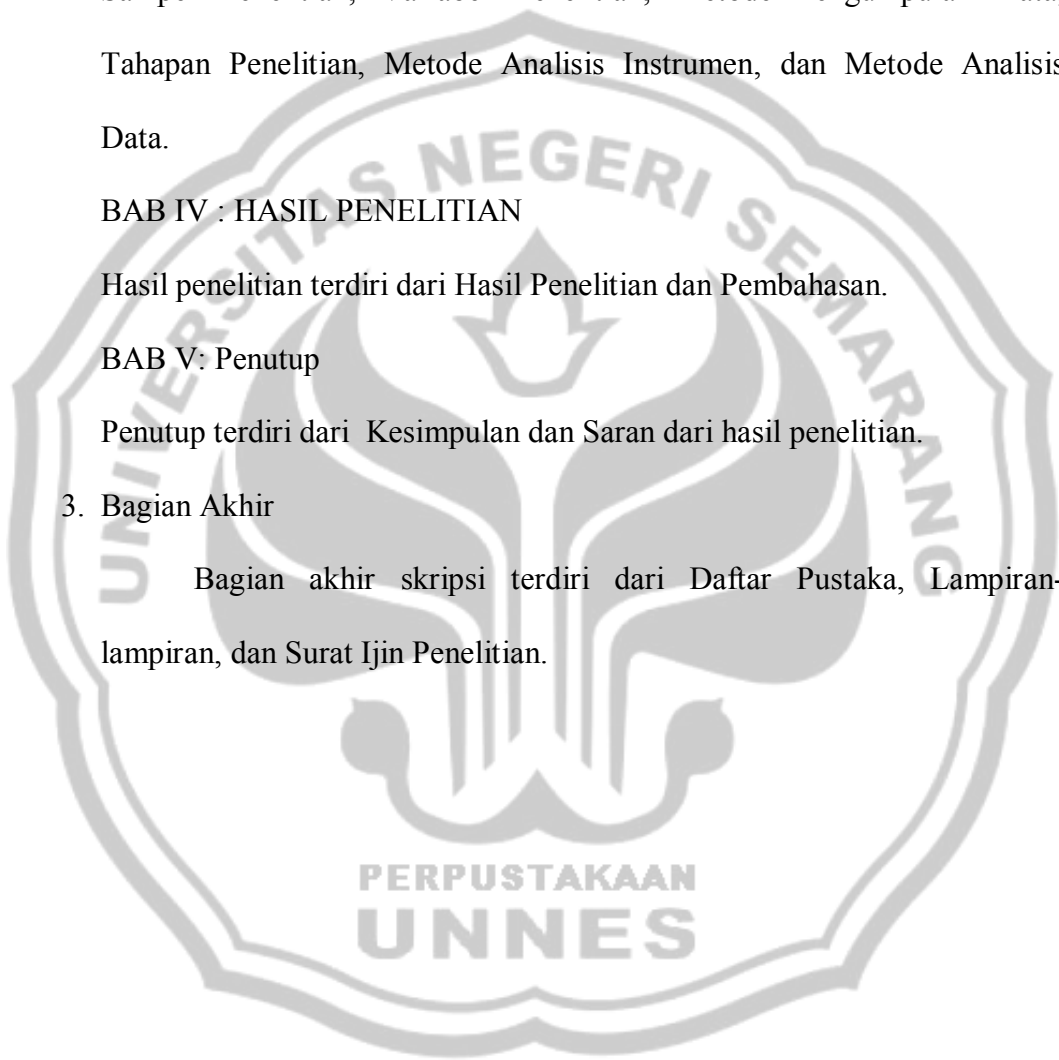 Tahapan Penelitian, Metode Analisis Instrumen, dan Metode Analisis
Data.
BAB IV : HASIL PENELITIAN
Hasil penelitian terdiri dari Hasil Penelitian dan Pembahasan.
BAB V: Penutup
Penutup terdiri dari Kesimpulan dan Saran dari hasil penelitian.
3. Bagian Akhir
Bagian akhir skripsi terdiri dari Daftar Pustaka, Lampiran-
lampiran, dan Surat Ijin Penelitian.
UNIVERSITAS NEGERI SEMARANG
PERPUSTAKAAN
UNNES